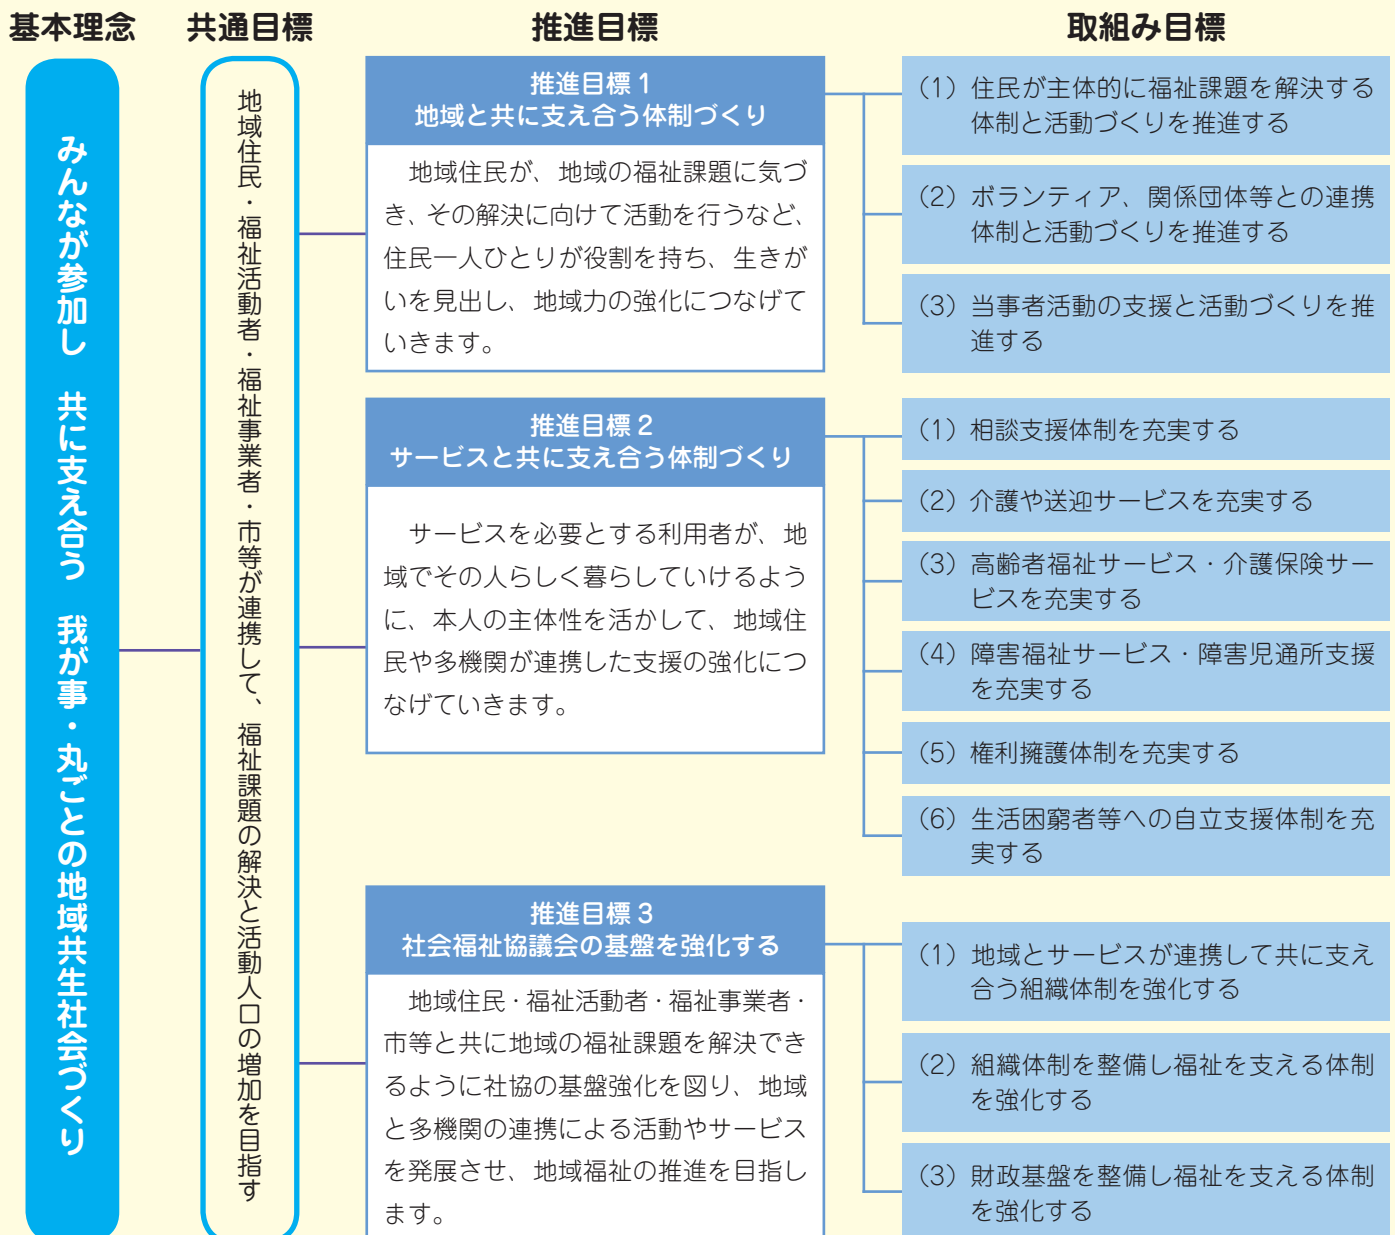 基本理念
共通目標
推進目標
取組み目標
みんなが参加し　共に支え合う　我が事・丸ごとの地域共生社会づくり
地域住民・福祉活動者・福祉事業者・市等が連携して、福祉課題の解決と活動人口の増加を目指す
推進目標1
地域と共に支え合う体制づくり
　地域住民が、地域の福祉課題に気づ
き、その解決に向けて活動を行うなど、
住民一人ひとりが役割を持ち、生きが
いを見出し、地域力の強化につなげて
いきます。
（1）住民が主体的に福祉課題を解決する
体制と活動づくりを推進する
（2）ボランティア、関係団体等との連携
体制と活動づくりを推進する
（3）当事者活動の支援と活動づくりを推
進する
推進目標2
サービスと共に支え合う体制づくり
　サービスを必要とする利用者が、地
域でその人らしく暮らしていけるよう
に、本人の主体性を活かして、地域住
民や多機関が連携した支援の強化につ
なげていきます。
（1）相談支援体制を充実する
（2）介護や送迎サービスを充実する
（3）高齢者福祉サービス・介護保険サー
ビスを充実する
（4）障害福祉サービス・障害児通所支援
を充実する
（5）権利擁護体制を充実する
（6）生活困窮者等への自立支援体制を充
実する
推進目標3
社会福祉協議会の基盤を強化する
　地域住民・福祉活動者・福祉事業者・
市等と共に地域の福祉課題を解決でき
るように社協の基盤強化を図り、地域
と多機関の連携による活動やサービス
を発展させ、地域福祉の推進を目指し
ます。
（1）地域とサービスが連携して共に支え
合う組織体制を強化する
（2）組織体制を整備し福祉を支える体制
を強化する
（3）財政基盤を整備し福祉を支える体制
を強化する